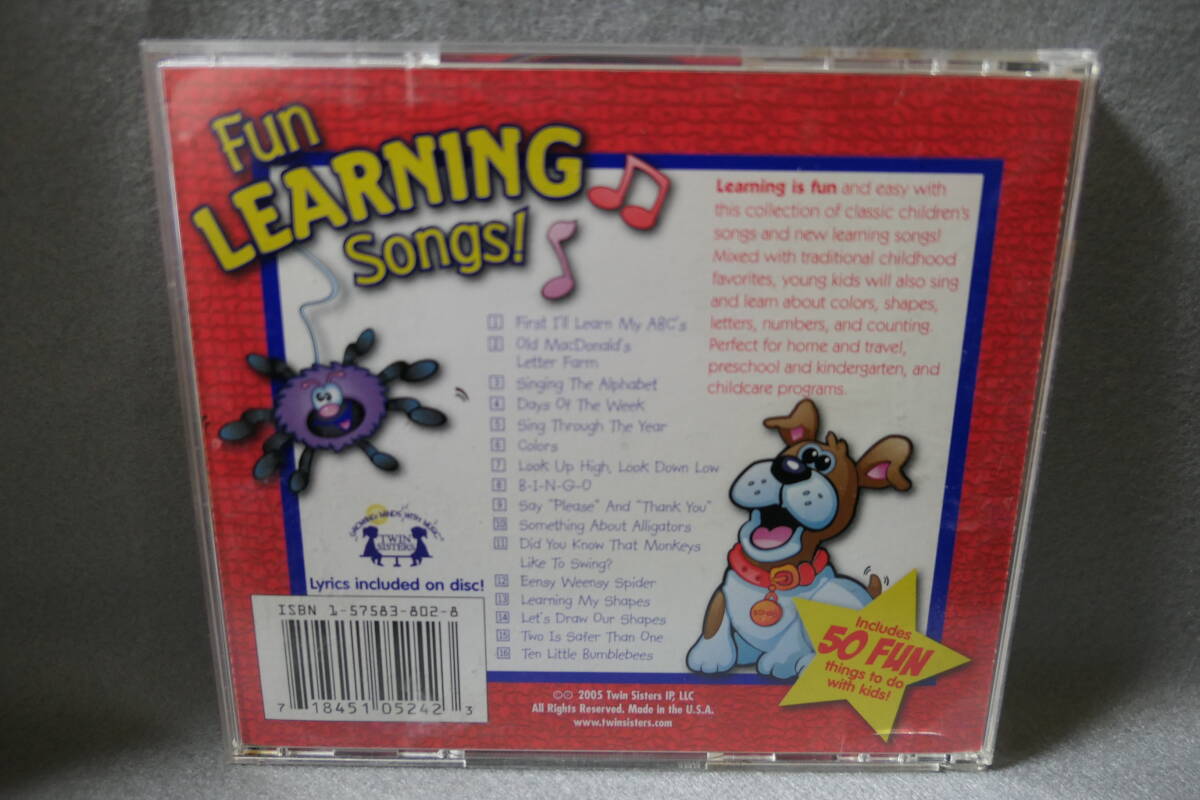 Fun
LEARNING
Songs!
Learning is fun and easy with
this collection of classic children's
songs and new learning songs!
Mixed with traditional childhood
favorites, young kids will also sing
and learn about colors, shapes,
letters, numbers, and counting.
Perfect for home and travel,
preschool and kindergarten, and
childcare programs.
1 First I'll Learn My ABC's
2 Old MacDonald's
Letter Farm
3 Singing The Alphabet
4 Days Of The Week
5 Sing Through The Year
6 Colors
7 Look Up High, Look Down Low
8 B-I-N-G-O
9 Say "Please" And "Thank You"
10 Something About Alligators
11 Did You Know That Monkeys
Like To Swing?
12 Eensy Weensy Spider
13 Learning My Shapes
14 Let's Draw Our Shapes
15 Two Is Safer Than One
16 Ten Little Bumblebees
GROWING MINDS WITH MUSIC
TWIN
SISTERS
Lyrics included on disc!
ISBN 1-57583-802-8
7 18451 05242 3
Includes
50 FUN
things to do
with kids!
©℗ 2005 Twin Sisters IP, LLC
All Rights Reserved. Made in the U.S.A.
www.twinsisters.com